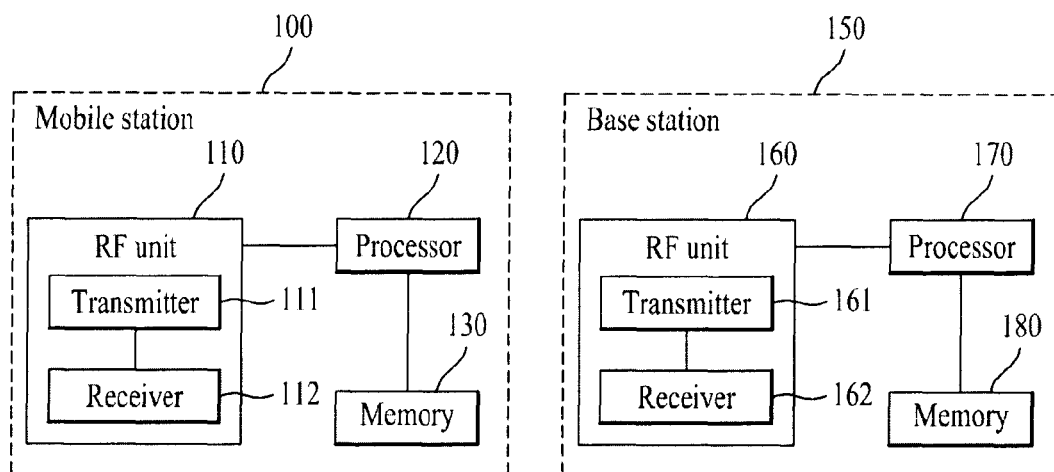 100
Mobile station
110
120
RF unit
Processor
Transmitter
111
130
Receiver
112
Memory
150
Base station
160
170
RF unit
Processor
Transmitter
161
180
Receiver
162
Memory